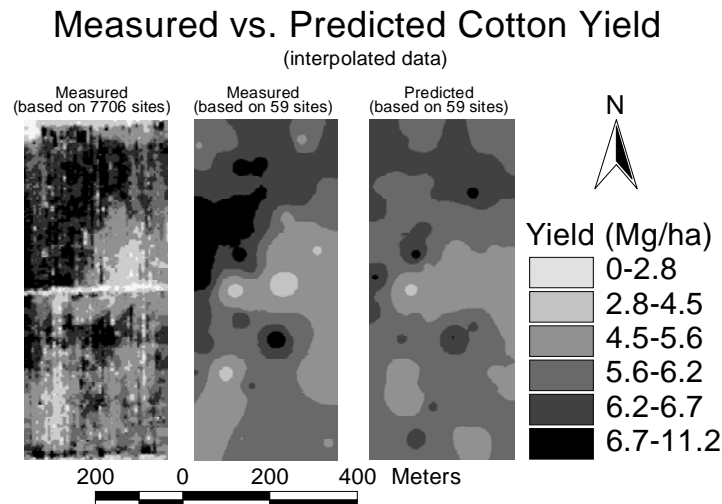 Measured vs. Predicted Cotton Yield
(interpolated data)
Measured
(based on 7706 sites)
Measured
(based on 59 sites)
Predicted
(based on 59 sites)
N
Yield (Mg/ha)
0-2.8
2.8-4.5
4.5-5.6
5.6-6.2
6.2-6.7
6.7-11.2
200 0 200 400 Meters